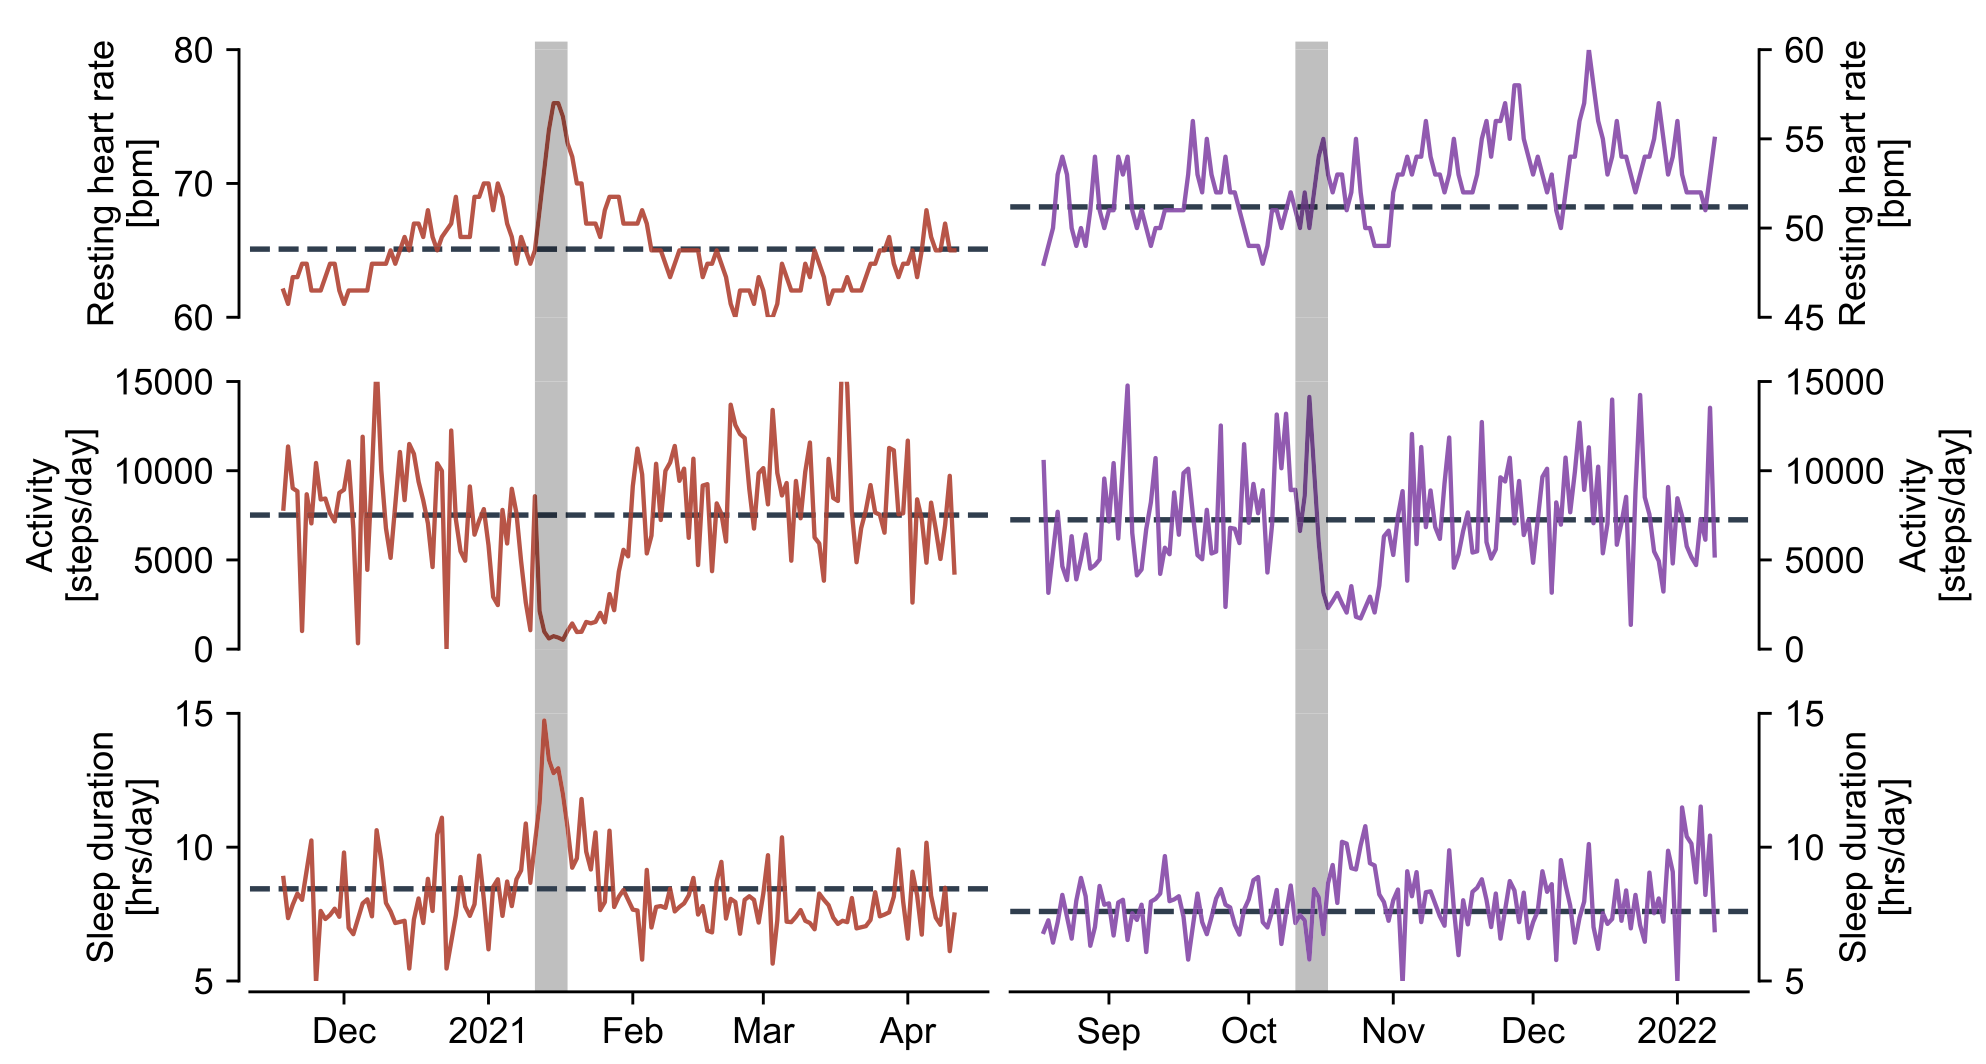 80
70
60
Resting heart rate
[bpm]
60
55
50
45
Resting heart rate
[bpm]
15000
10000
5000
0
Activity
[steps/day]
15000
10000
5000
0
Activity
[steps/day]
15
10
5
Sleep duration
[hrs/day]
15
10
5
Sleep duration
[hrs/day]
Dec 2021 Feb Mar Apr
Sep Oct Nov Dec 2022